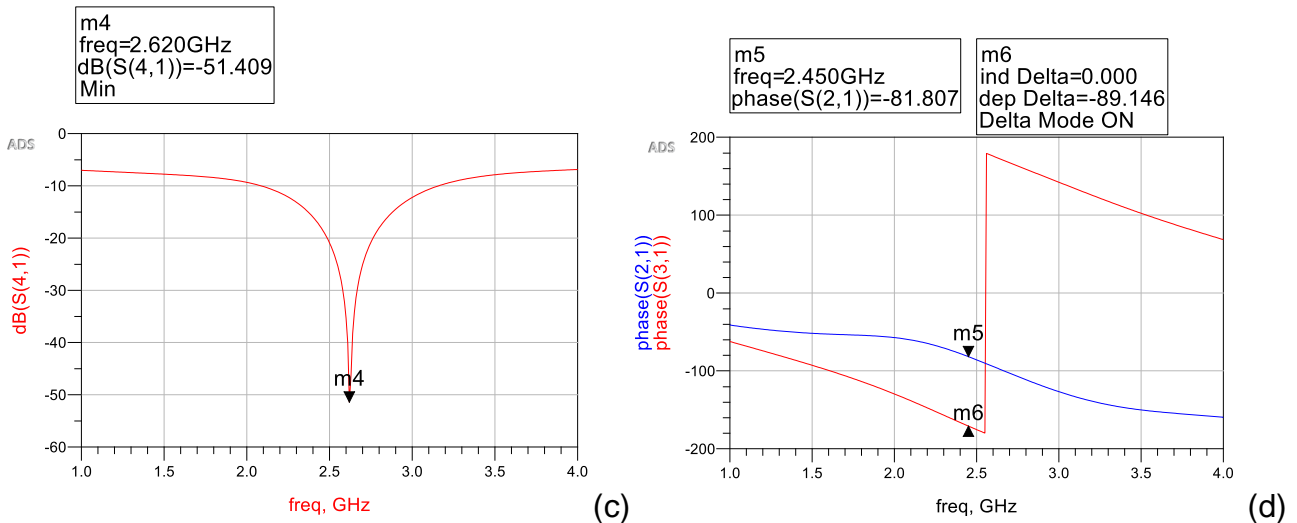 m4
freq=2.620GHz
dB(S(4,1))=-51.409
Min
ADS
0
-10
-20
-30
-40
-50
-60
dB(S(4,1))
m4
1.0 1.5 2.0 2.5 3.0 3.5 4.0
freq, GHz
(c)
m5
freq=2.450GHz
phase(S(2,1))=-81.807
m6
ind Delta=0.000
dep Delta=-89.146
Delta Mode ON
ADS
200
100
0
-100
-200
phase(S(2,1))
phase(S(3,1))
m5
m6
1.0 1.5 2.0 2.5 3.0 3.5 4.0
freq, GHz
(d)